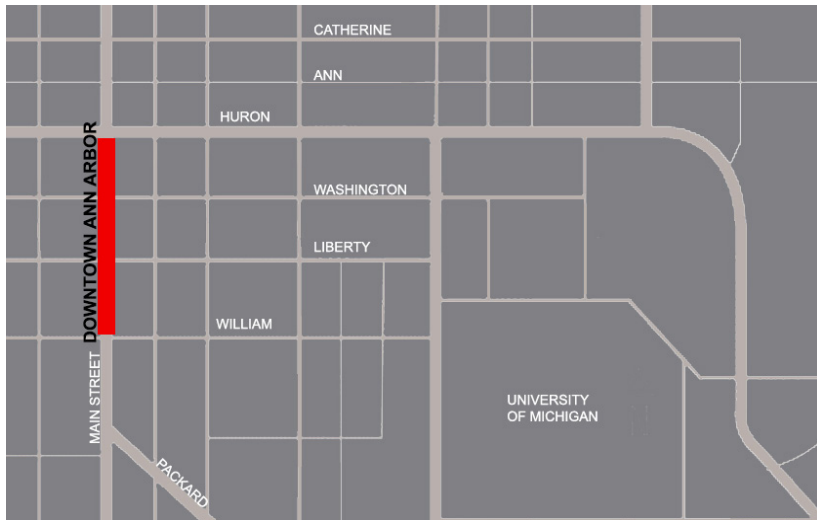 CATHERINE
ANN
HURON
DOWNTOWN ANN ARBOR
WASHINGTON
LIBERTY
WILLIAM
MAIN STREET
UNIVERSITY
OF MICHIGAN
PACKARD